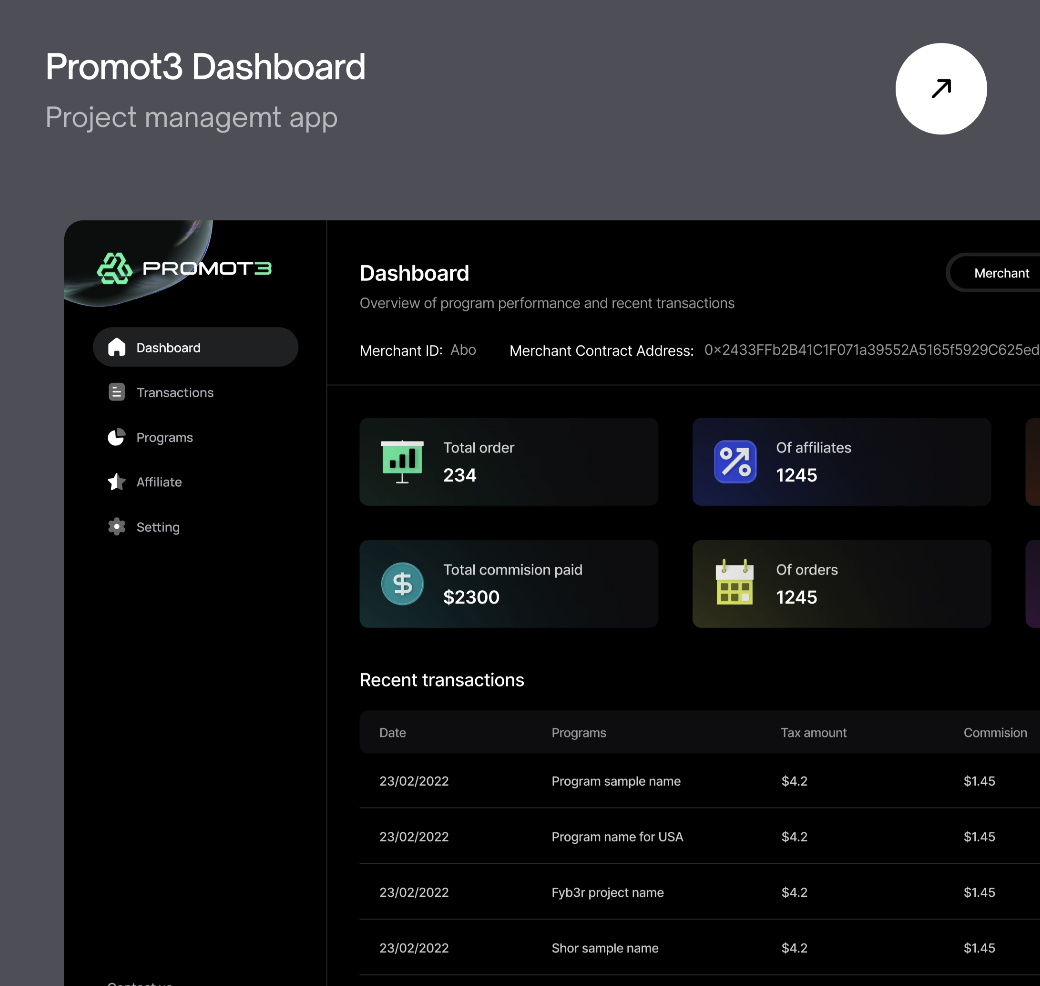 Promot3 Dashboard
Project managemt app
PROMOT3
Dashboard
Transactions
Programs
Affiliate
Setting
Dashboard
Overview of program performance and recent transactions
Merchant
Merchant ID: Abo Merchant Contract Address: 0x2433FFb2B41C1F071a39552A5165f5929C625ed
Total order
234
Of affiliates
1245
Total commision paid
$2300
Of orders
1245
Recent transactions
Date Programs Tax amount Commision
23/02/2022 Program sample name $4.2 $1.45
23/02/2022 Program name for USA $4.2 $1.45
23/02/2022 Fyb3r project name $4.2 $1.45
23/02/2022 Shor sample name $4.2 $1.45